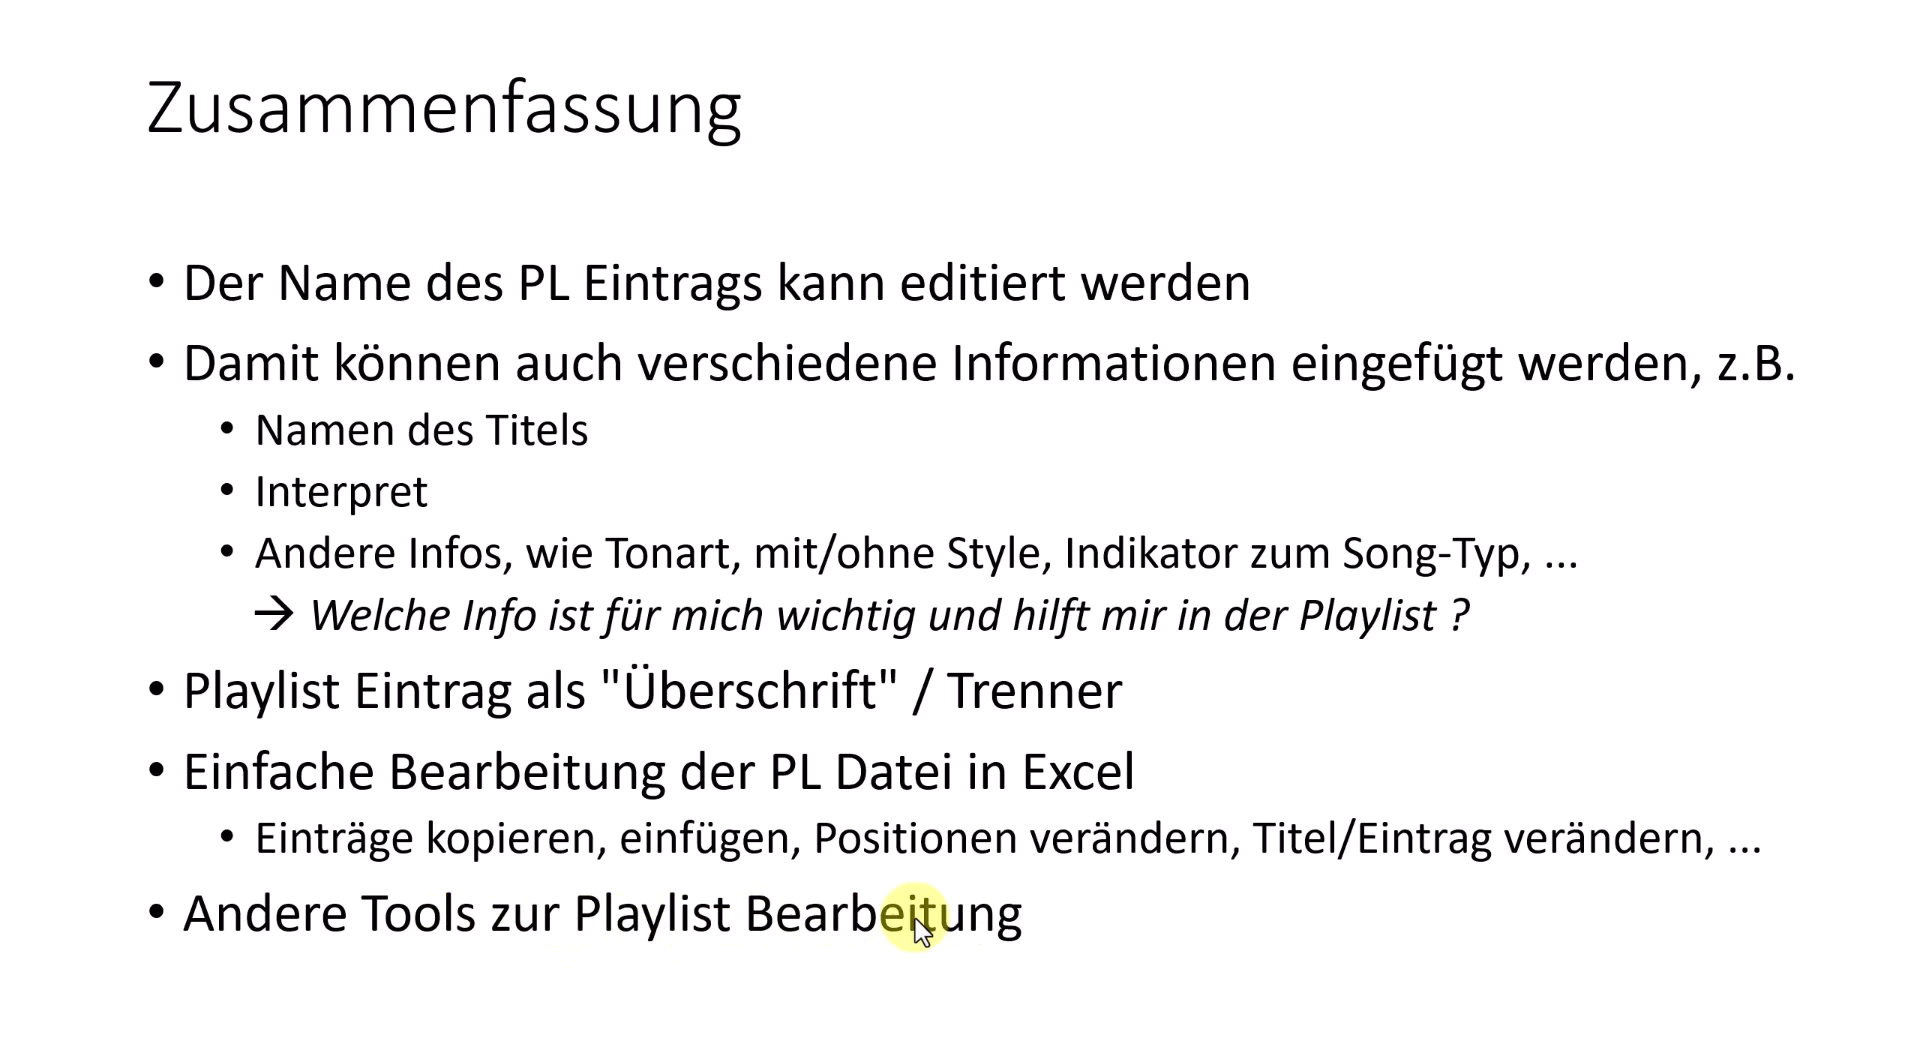 Zusammenfassung
• Der Name des PL Eintrags kann editiert werden
• Damit können auch verschiedene Informationen eingefügt werden, z.B.
• Namen des Titels
• Interpret
• Andere Infos, wie Tonart, mit/ohne Style, Indikator zum Song-Typ, ...
→ Welche Info ist für mich wichtig und hilft mir in der Playlist ?
• Playlist Eintrag als "Überschrift" / Trenner
• Einfache Bearbeitung der PL Datei in Excel
• Einträge kopieren, einfügen, Positionen verändern, Titel/Eintrag verändern, ...
• Andere Tools zur Playlist Bearbeitung